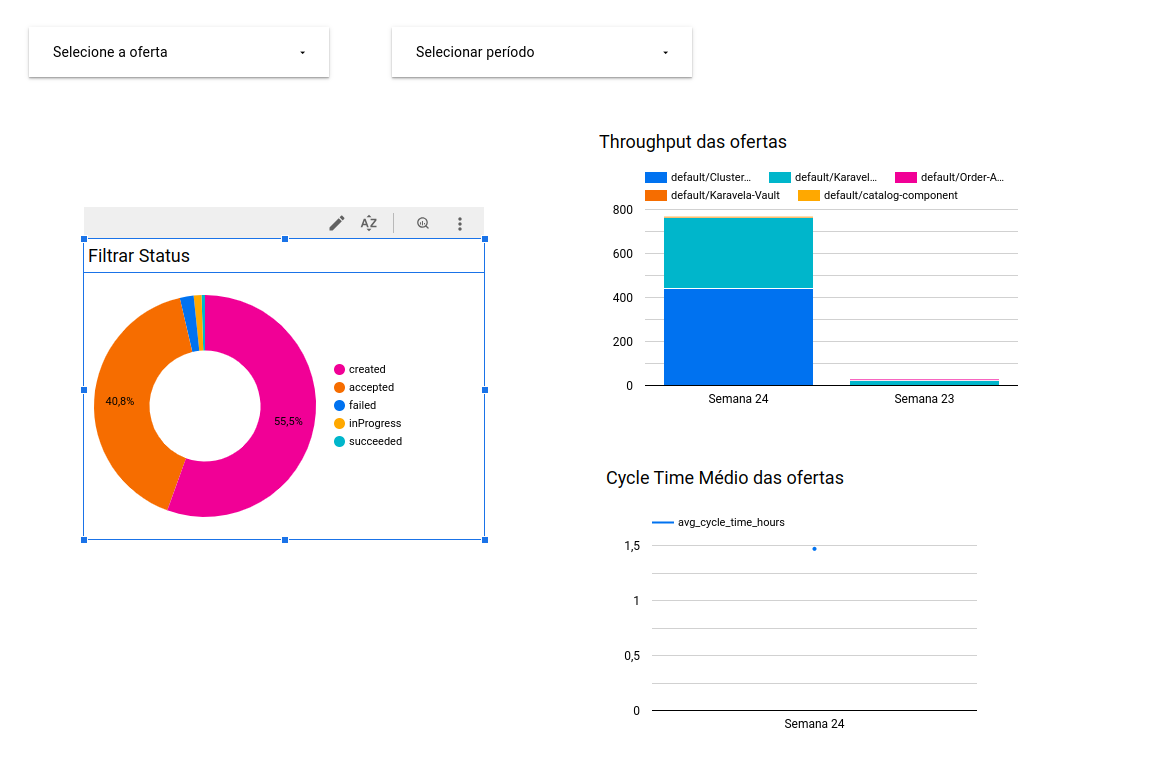 Selecione a oferta
Selecionar período
Filtrar Status
40,8%
55,5%
created
accepted
failed
inProgress
succeeded
Throughput das ofertas
default/Cluster... default/Karavel... default/Order-A...
default/Karavela-Vault default/catalog-component
800
600
400
200
0
Semana 24 Semana 23
Cycle Time Médio das ofertas
avg_cycle_time_hours
1,5
1
0,5
0
Semana 24